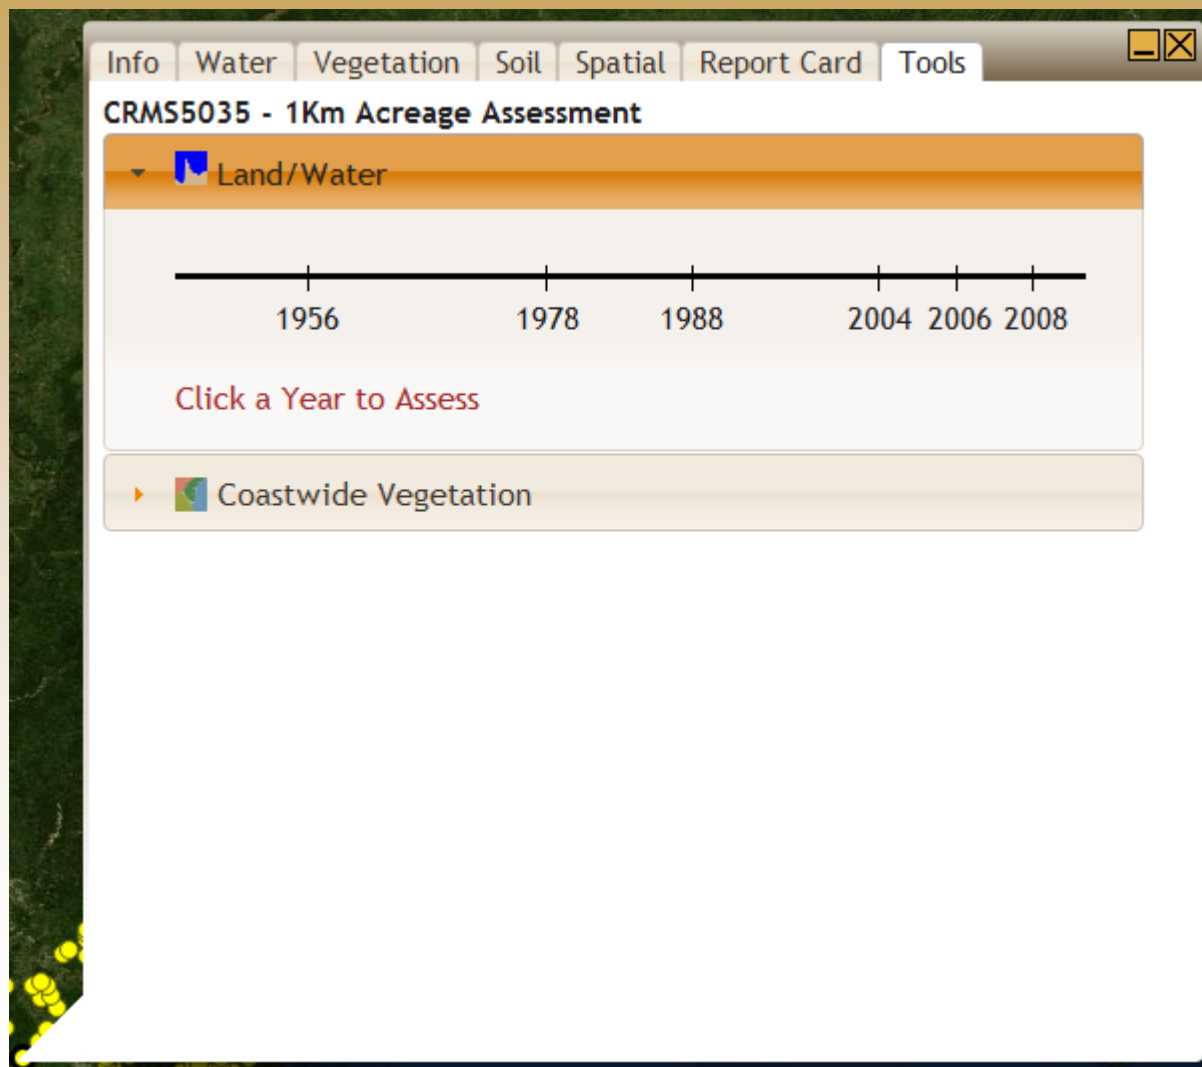 Info Water Vegetation Soil Spatial Report Card Tools
CRMS5035 - 1Km Acreage Assessment
Land/Water
1956 1978 1988 2004 2006 2008
Click a Year to Assess
Coastwide Vegetation